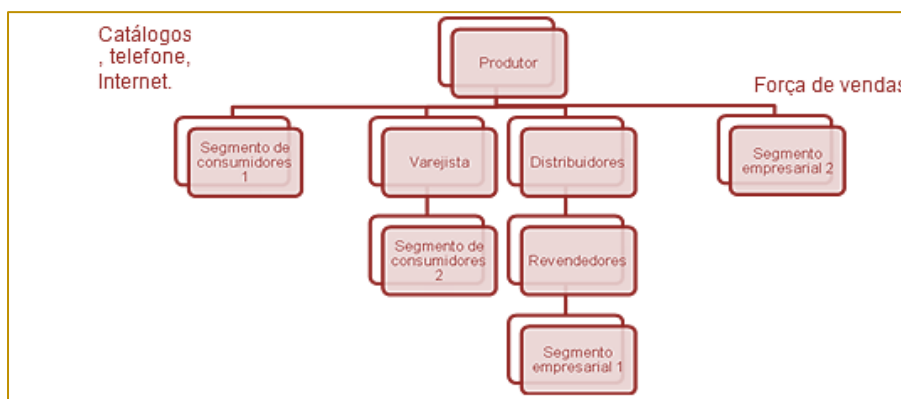 Catálogos
, telefone,
Internet.
Produtor
Força de vendas
Segmento de
consumidores
1
Varejista
Distribuidores
Segmento
empresarial 2
Segmento de
consumidores
2
Revendedores
Segmento
empresarial 1